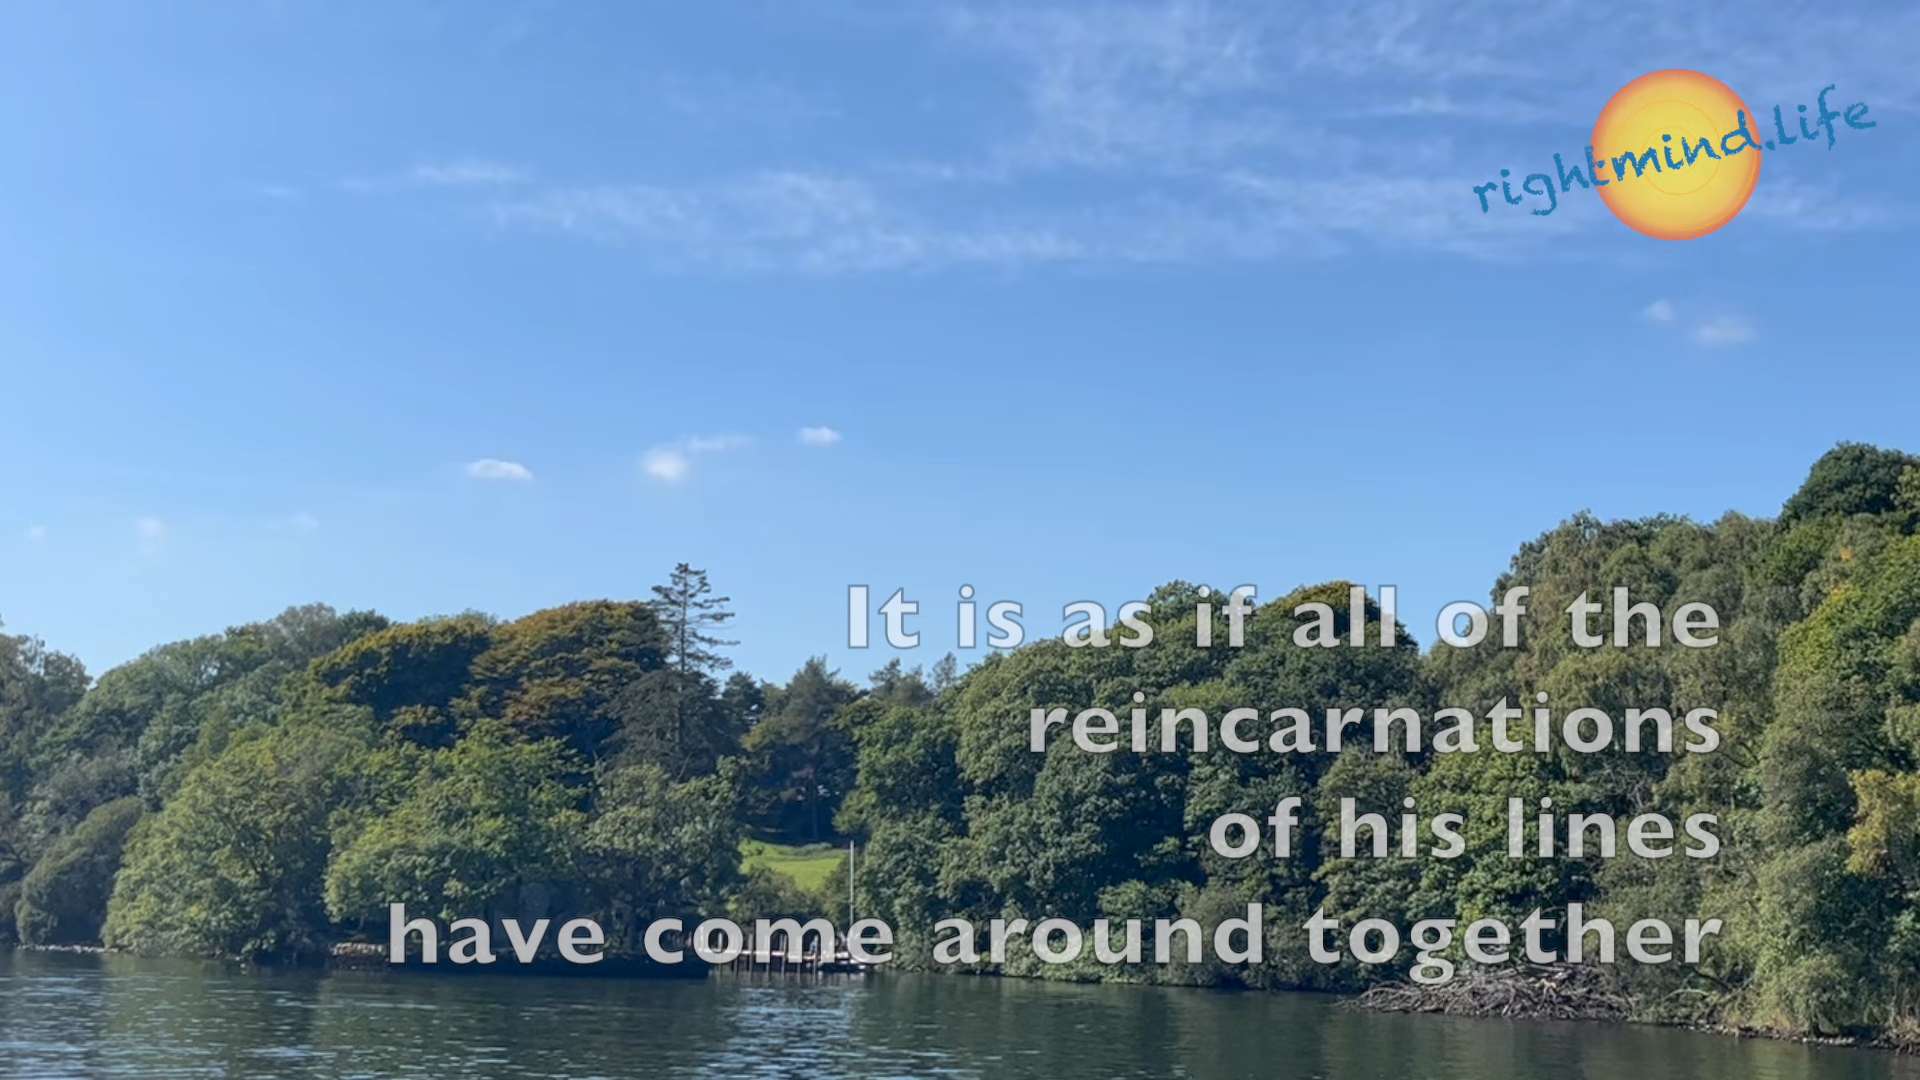 rightmind.life
It is as if all of the
reincarnations
of his lines
have come around together